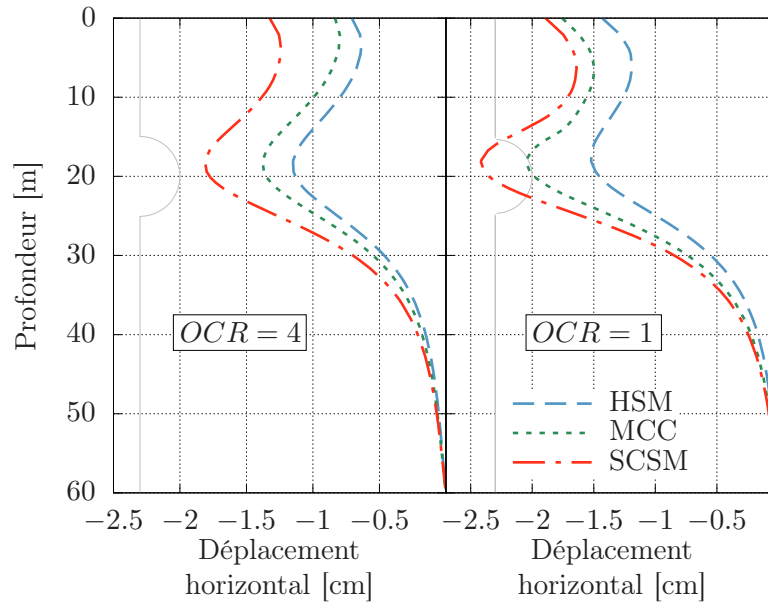 0
10
20
30
40
50
60
Profondeur [m]
OCR = 4
OCR = 1
HSM
MCC
SCSM
−2.5 −2 −1.5 −1 −0.5
−2.5 −2 −1.5 −1 −0.5
Déplacement
horizontal [cm]
Déplacement
horizontal [cm]